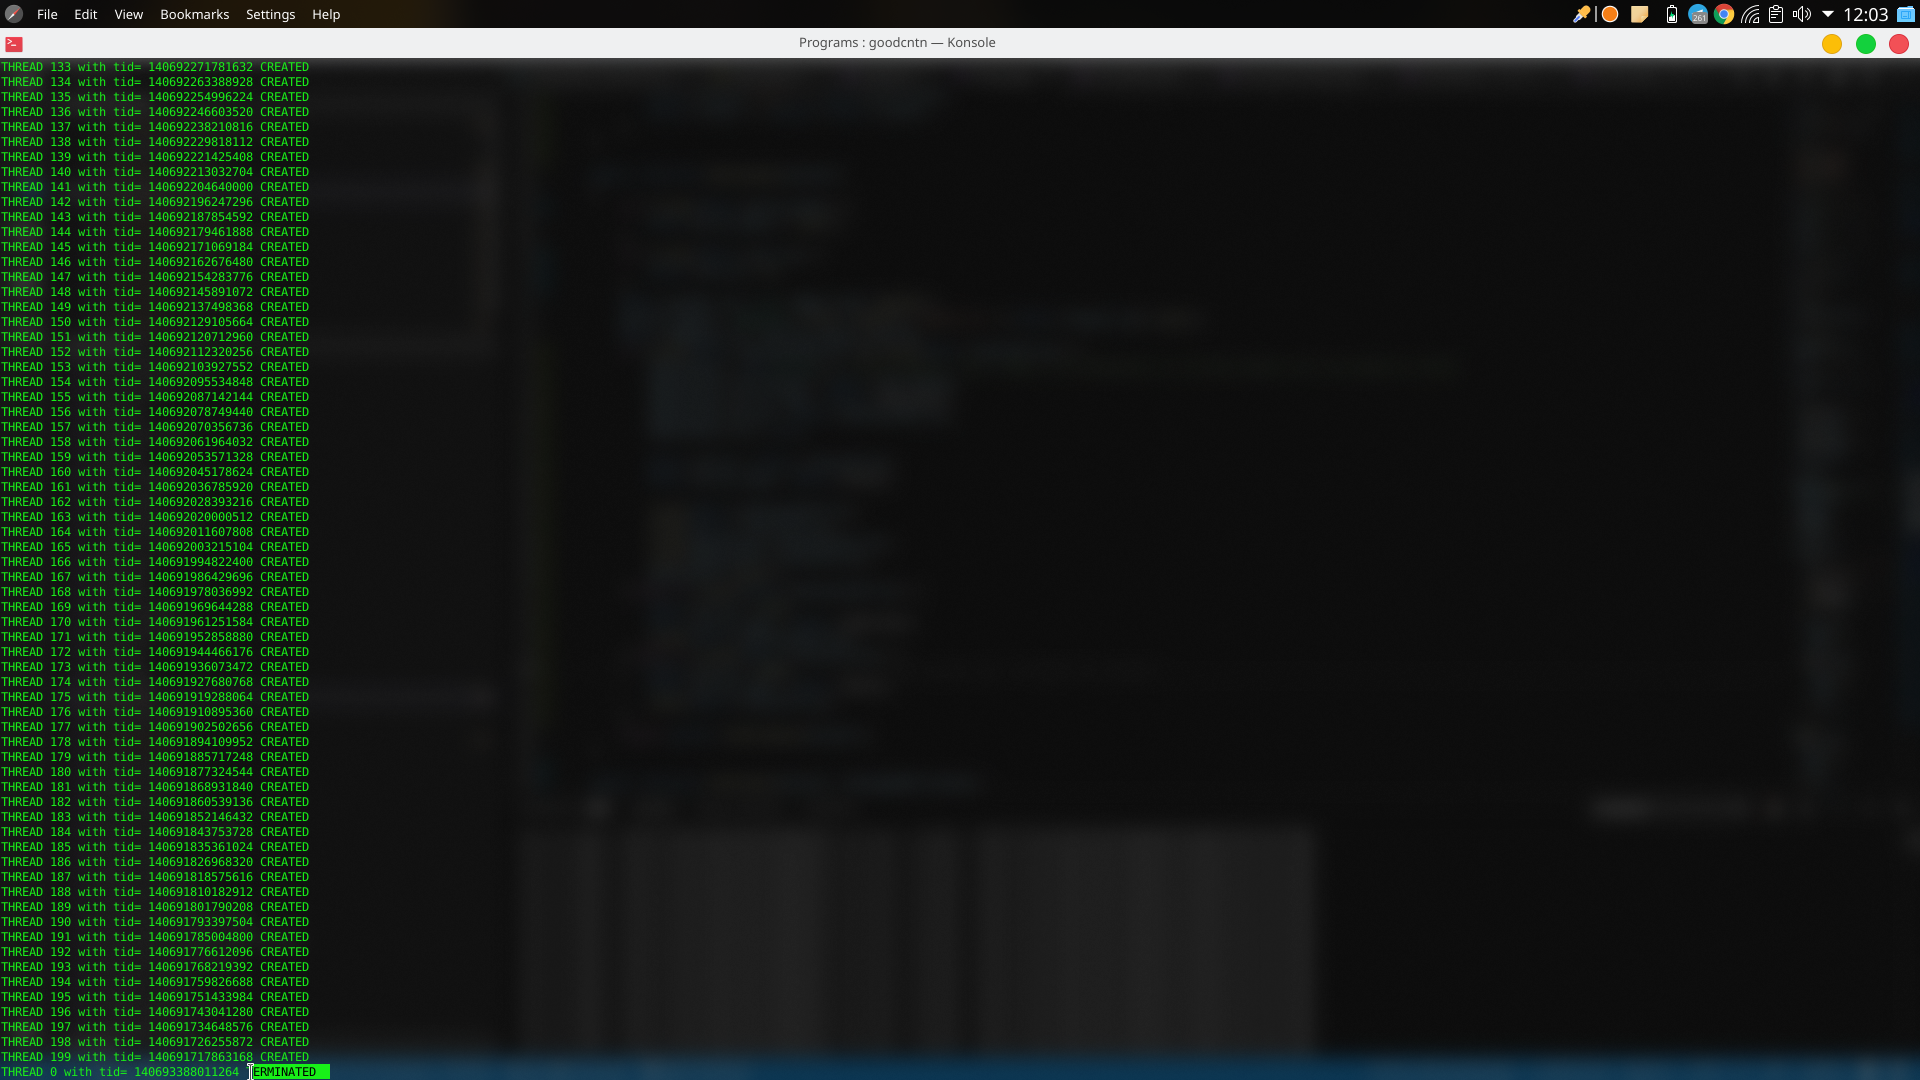 File Edit View Bookmarks Settings Help
261
12:03
Programs : goodcntn — Konsole
THREAD 133 with tid= 140692271781632 CREATED
THREAD 134 with tid= 140692263388928 CREATED
THREAD 135 with tid= 140692254996224 CREATED
THREAD 136 with tid= 140692246603520 CREATED
THREAD 137 with tid= 140692238210816 CREATED
THREAD 138 with tid= 140692229818112 CREATED
THREAD 139 with tid= 140692221425408 CREATED
THREAD 140 with tid= 140692213032704 CREATED
THREAD 141 with tid= 140692204640000 CREATED
THREAD 142 with tid= 140692196247296 CREATED
THREAD 143 with tid= 140692187854592 CREATED
THREAD 144 with tid= 140692179461888 CREATED
THREAD 145 with tid= 140692171069184 CREATED
THREAD 146 with tid= 140692162676480 CREATED
THREAD 147 with tid= 140692154283776 CREATED
THREAD 148 with tid= 140692145891072 CREATED
THREAD 149 with tid= 140692137498368 CREATED
THREAD 150 with tid= 140692129105664 CREATED
THREAD 151 with tid= 140692120712960 CREATED
THREAD 152 with tid= 140692112320256 CREATED
THREAD 153 with tid= 140692103927552 CREATED
THREAD 154 with tid= 140692095534848 CREATED
THREAD 155 with tid= 140692087142144 CREATED
THREAD 156 with tid= 140692078749440 CREATED
THREAD 157 with tid= 140692070356736 CREATED
THREAD 158 with tid= 140692061964032 CREATED
THREAD 159 with tid= 140692053571328 CREATED
THREAD 160 with tid= 140692045178624 CREATED
THREAD 161 with tid= 140692036785920 CREATED
THREAD 162 with tid= 140692028393216 CREATED
THREAD 163 with tid= 140692020000512 CREATED
THREAD 164 with tid= 140692011607808 CREATED
THREAD 165 with tid= 140692003215104 CREATED
THREAD 166 with tid= 140691994822400 CREATED
THREAD 167 with tid= 140691986429696 CREATED
THREAD 168 with tid= 140691978036992 CREATED
THREAD 169 with tid= 140691969644288 CREATED
THREAD 170 with tid= 140691961251584 CREATED
THREAD 171 with tid= 140691952858880 CREATED
THREAD 172 with tid= 140691944466176 CREATED
THREAD 173 with tid= 140691936073472 CREATED
THREAD 174 with tid= 140691927680768 CREATED
THREAD 175 with tid= 140691919288064 CREATED
THREAD 176 with tid= 140691910895360 CREATED
THREAD 177 with tid= 140691902502656 CREATED
THREAD 178 with tid= 140691894109952 CREATED
THREAD 179 with tid= 140691885717248 CREATED
THREAD 180 with tid= 140691877324544 CREATED
THREAD 181 with tid= 140691868931840 CREATED
THREAD 182 with tid= 140691860539136 CREATED
THREAD 183 with tid= 140691852146432 CREATED
THREAD 184 with tid= 140691843753728 CREATED
THREAD 185 with tid= 140691835361024 CREATED
THREAD 186 with tid= 140691826968320 CREATED
THREAD 187 with tid= 140691818575616 CREATED
THREAD 188 with tid= 140691810182912 CREATED
THREAD 189 with tid= 140691801790208 CREATED
THREAD 190 with tid= 140691793397504 CREATED
THREAD 191 with tid= 140691785004800 CREATED
THREAD 192 with tid= 140691776612096 CREATED
THREAD 193 with tid= 140691768219392 CREATED
THREAD 194 with tid= 140691759826688 CREATED
THREAD 195 with tid= 140691751433984 CREATED
THREAD 196 with tid= 140691743041280 CREATED
THREAD 197 with tid= 140691734648576 CREATED
THREAD 198 with tid= 140691726255872 CREATED
THREAD 199 with tid= 140691717863168 CREATED
THREAD 0 with tid= 140693388011264 TERMINATED